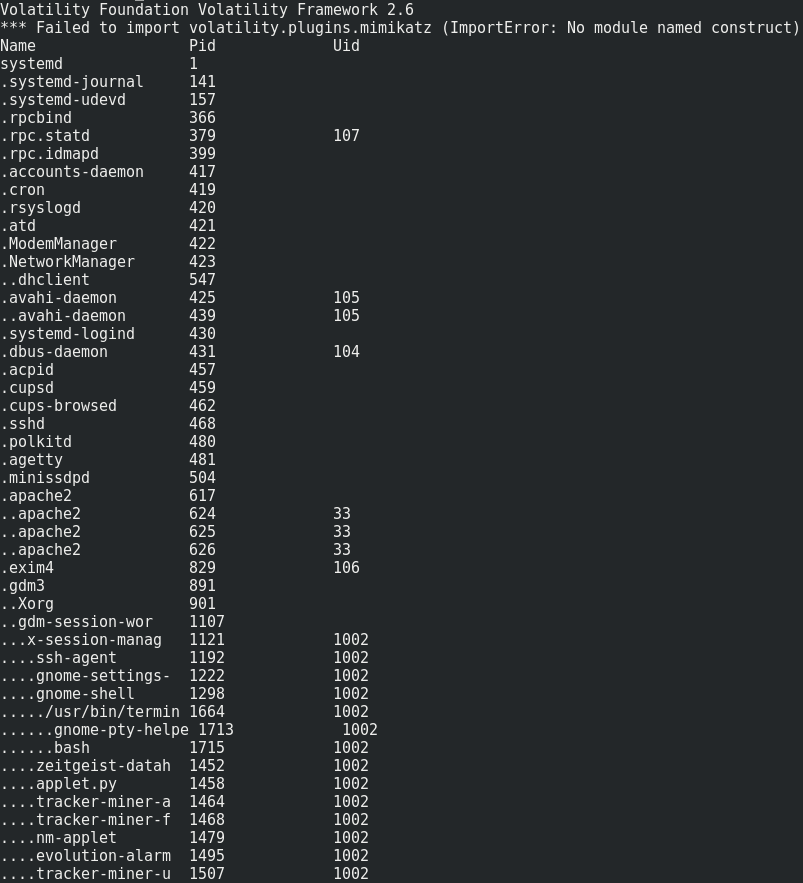 Volatility Foundation Volatility Framework 2.6
*** Failed to import volatility.plugins.mimikatz (ImportError: No module named construct)
Name                 Pid             Uid
systemd              1
.systemd-journal     141
.systemd-udevd       157
.rpcbind             366
.rpc.statd           379             107
.rpc.idmapd          399
.accounts-daemon     417
.cron                419
.rsyslogd            420
.atd                 421
.ModemManager        422
.NetworkManager      423
..dhclient           547
.avahi-daemon        425             105
..avahi-daemon       439             105
.systemd-logind      430
.dbus-daemon         431             104
.acpid               457
.cupsd               459
.cups-browsed        462
.sshd                468
.polkitd             480
.agetty              481
.minissdpd           504
.apache2             617
..apache2            624             33
..apache2            625             33
..apache2            626             33
.exim4               829             106
.gdm3                891
..Xorg               901
..gdm-session-wor    1107
...x-session-manag   1121            1002
....ssh-agent        1192            1002
....gnome-settings-  1222            1002
....gnome-shell      1298            1002
...../usr/bin/termin 1664            1002
......gnome-pty-helpe 1713            1002
......bash           1715            1002
....zeitgeist-datah  1452            1002
....applet.py        1458            1002
....tracker-miner-a  1464            1002
....tracker-miner-f  1468            1002
....nm-applet        1479            1002
....evolution-alarm  1495            1002
....tracker-miner-u  1507            1002